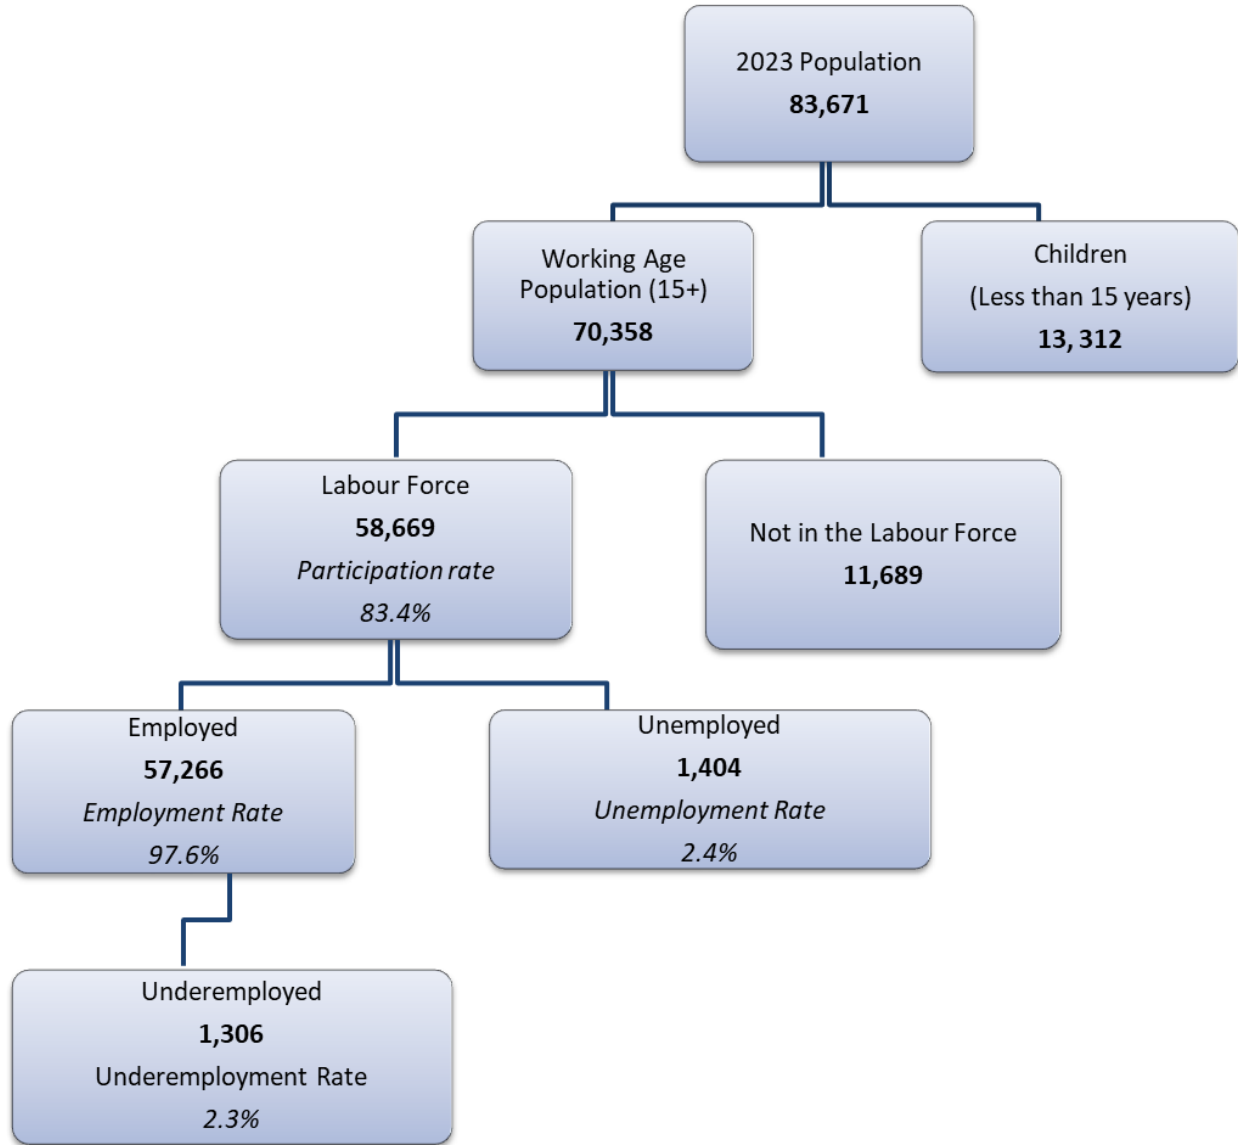 2023 Population
83,671
Working Age
Population (15+)
70,358
Children
(Less than 15 years)
13, 312
Labour Force
58,669
Participation rate
83.4%
Not in the Labour Force
11,689
Employed
57,266
Employment Rate
97.6%
Unemployed
1,404
Unemployment Rate
2.4%
Underemployed
1,306
Underemployment Rate
2.3%